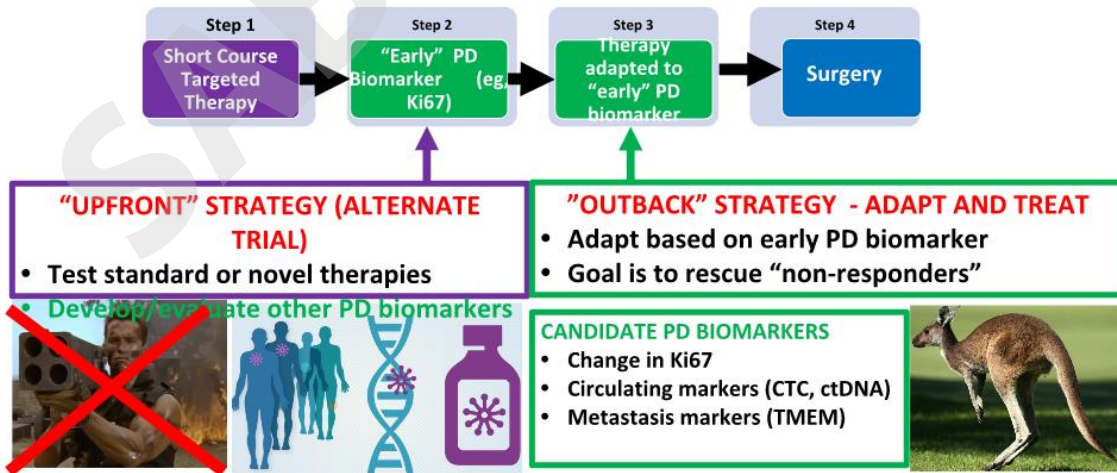 Step 1
Short Course
Targeted
Therapy
Step 2
“Early” PD
Biomarker (eg,
Ki67)
Step 3
Therapy
adapted to
“early” PD
biomarker
Step 4
Surgery
“UPFRONT” STRATEGY (ALTERNATE
TRIAL)
• Test standard or novel therapies
• Develop/evaluate other PD biomarkers
”OUTBACK” STRATEGY - ADAPT AND TREAT
• Adapt based on early PD biomarker
• Goal is to rescue “non-responders”
CANDIDATE PD BIOMARKERS
• Change in Ki67
• Circulating markers (CTC, ctDNA)
• Metastasis markers (TMEM)